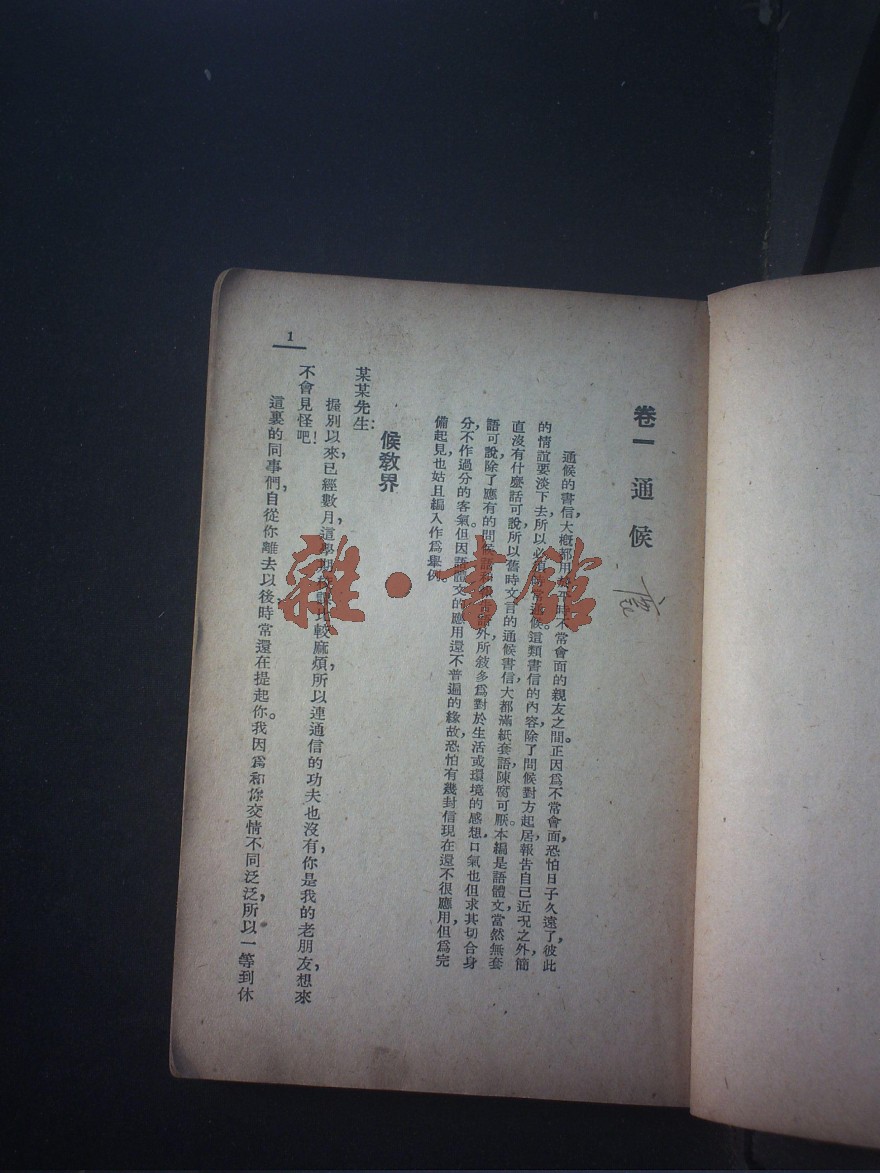 卷一 通候
通候的書信大槪都用於平時不常會面的親友之間。正因爲不常會面，恐怕日子久遠了，彼此
的情誼要淡下去，所以必須時常通候。這類書信的內容，除了問候對方起居，報告自己近況之外，簡
直沒有什麼話可說，所以舊時文言的通候書信，大都滿紙套語，陳腐可厭。本編是語體文，當然無套
語可說，除了應有的問候語和 外，所敍多爲對於生活或環境的感想，口氣也但求其切合身
分，不作過分的客氣。但因語體文的應用還不普遍的緣故，恐怕有幾封信現在還不很應用，但爲完
備起見，也姑且編入作爲舉例。
候敎界
某某先生：
握別以來，已經數月，這學期 比較麻煩，所以連通信的功夫也沒有，你是我的老朋友，想來
不會見怪吧！
這裏的同事們，自從你離去以後，時常還在提起你。我因爲和你交情不同泛泛，所以一等到休
1
雜·書館